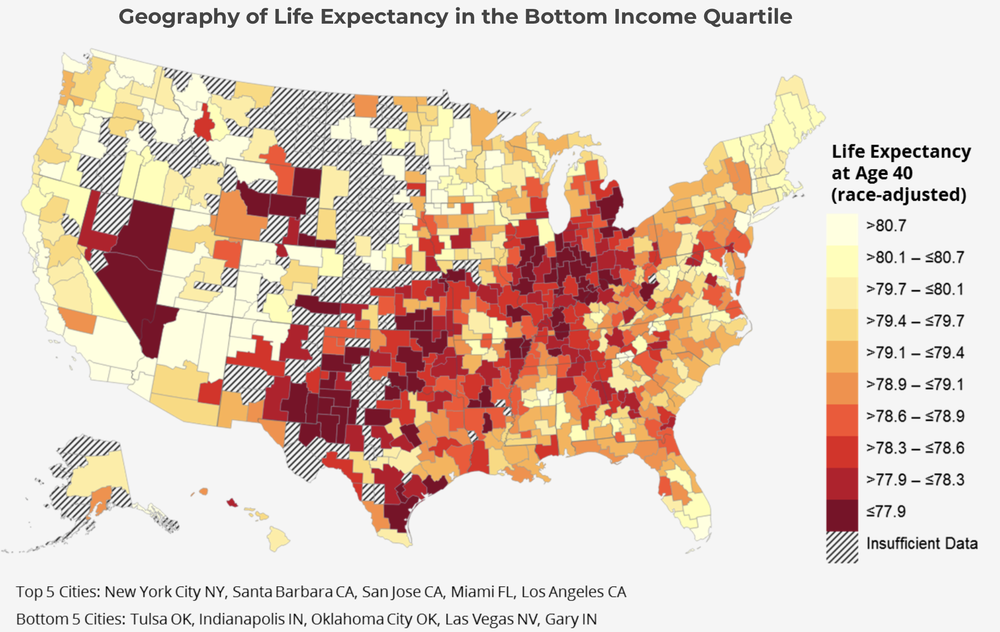 Geography of Life Expectancy in the Bottom Income Quartile
Life Expectancy
at Age 40
(race-adjusted)
>80.7
>80.1 – ≤80.7
>79.7 – ≤80.1
>79.4 – ≤79.7
>79.1 – ≤79.4
>78.9 – ≤79.1
>78.6 – ≤78.9
>78.3 – ≤78.6
>77.9 – ≤78.3
≤77.9
Insufficient Data
Top 5 Cities: New York City NY, Santa Barbara CA, San Jose CA, Miami FL, Los Angeles CA
Bottom 5 Cities: Tulsa OK, Indianapolis IN, Oklahoma City OK, Las Vegas NV, Gary IN